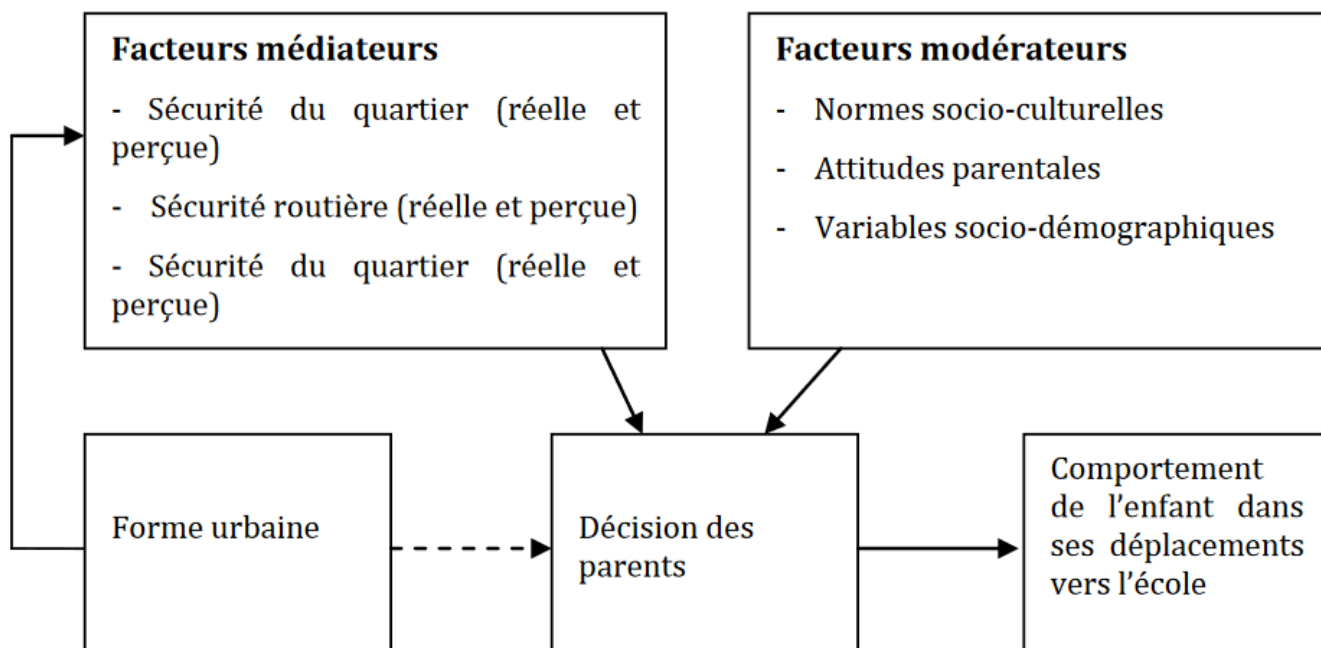 Facteurs médiateurs
- Sécurité du quartier (réelle et
perçue)
- Sécurité routière (réelle et perçue)
- Sécurité du quartier (réelle et
perçue)
Facteurs modérateurs
- Normes socio-culturelles
- Attitudes parentales
- Variables socio-démographiques
Forme urbaine
Décision des
parents
Comportement
de l'enfant dans
ses déplacements
vers l'école